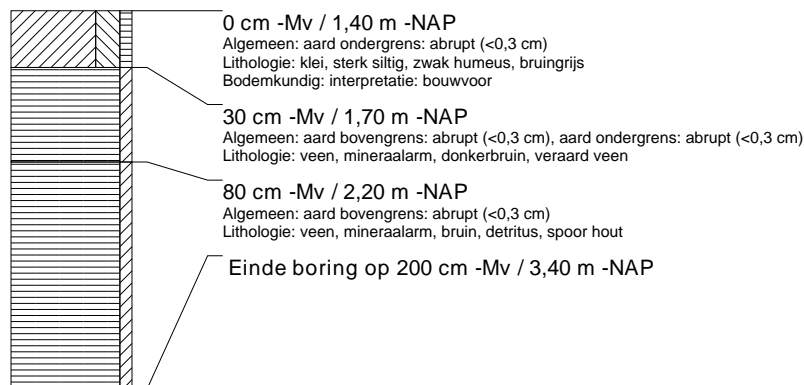 0 cm -Mv / 1,40 m -NAP
Algemeen: aard ondergrens: abrupt (<0,3 cm)
Lithologie: klei, sterk siltig, zwak humeus, bruingrijs
Bodemkundig: interpretatie: bouwvoor
30 cm -Mv / 1,70 m -NAP
Algemeen: aard bovengrens: abrupt (<0,3 cm), aard ondergrens: abrupt (<0,3 cm)
Lithologie: veen, mineraalarm, donkerbruin, veraard veen
80 cm -Mv / 2,20 m -NAP
Algemeen: aard bovengrens: abrupt (<0,3 cm)
Lithologie: veen, mineraalarm, bruin, detritus, spoor hout
Einde boring op 200 cm -Mv / 3,40 m -NAP